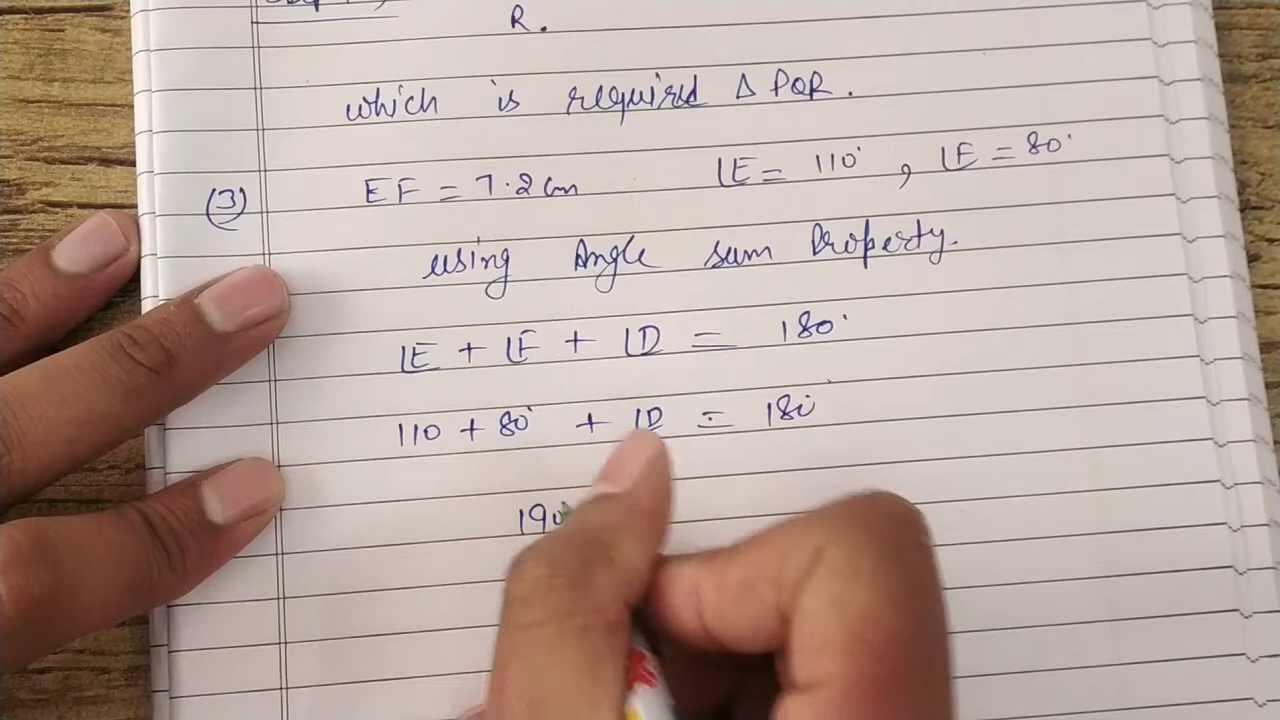 R.
which is required Δ PQR.
(3) EF = 7.2 cm ∠E = 110° , ∠F = 80°
using Angle sum Property.
∠E + ∠F + ∠D = 180°
110 + 80° + ∠D = 180°
190